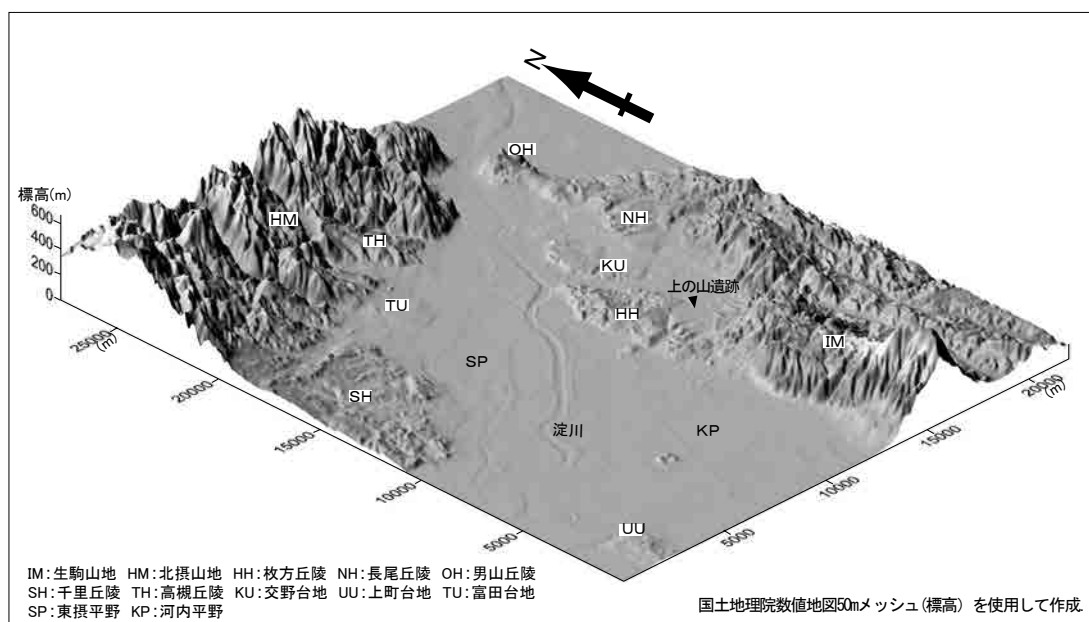 N
OH
標高(m)
600
400
200
0
HM
TH
NH
KU
上の山遺跡
TU
HH
IM
SP
SH
淀川
KP
UU
25000
(m)
20000
15000
10000
5000
5000
10000
15000
20000
(m)
IM:生駒山地 HM:北摂山地 HH:枚方丘陵 NH:長尾丘陵 OH:男山丘陵
SH:千里丘陵 TH:高槻丘陵 KU:交野台地 UU:上町台地 TU:富田台地
SP:東摂平野 KP:河内平野
国土地理院数値地図50mメッシュ(標高)を使用して作成.